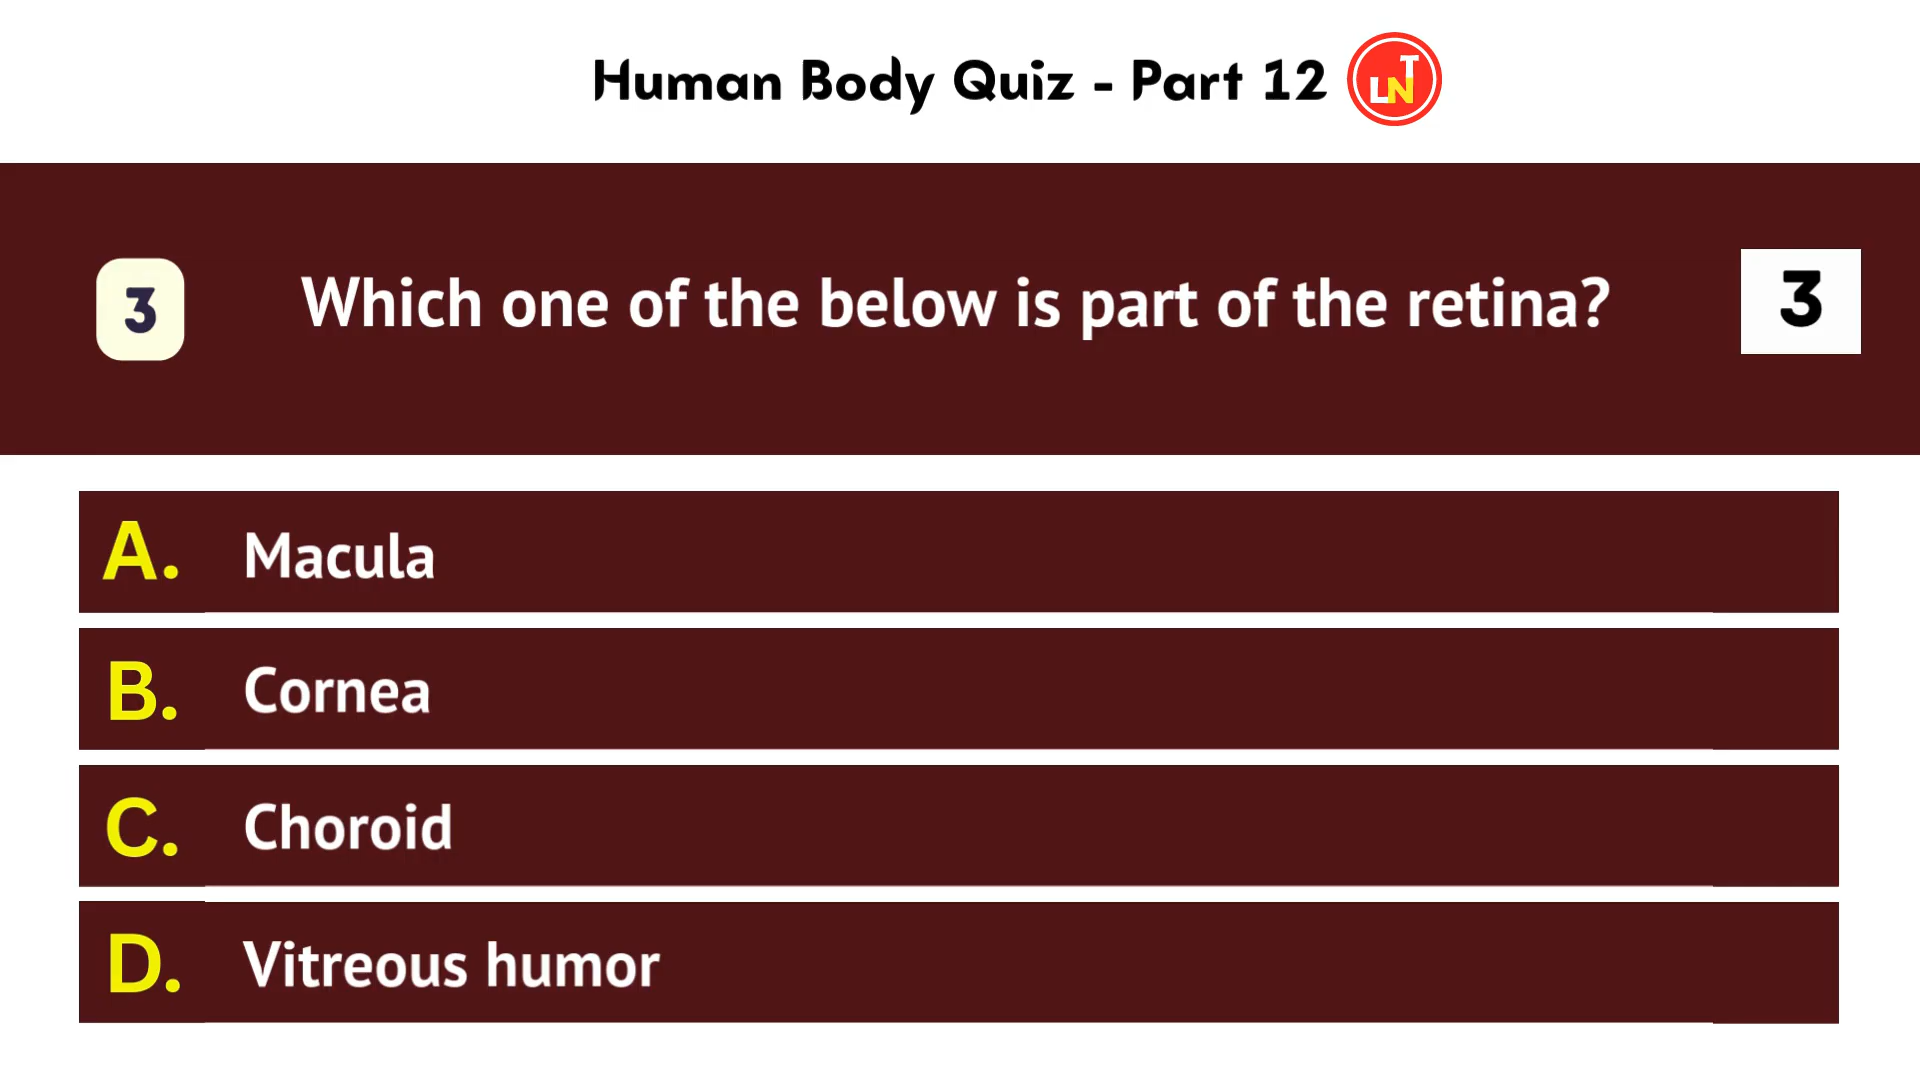 Human Body Quiz - Part 12
LNT
3
Which one of the below is part of the retina?
3
A. Macula
B. Cornea
C. Choroid
D. Vitreous humor